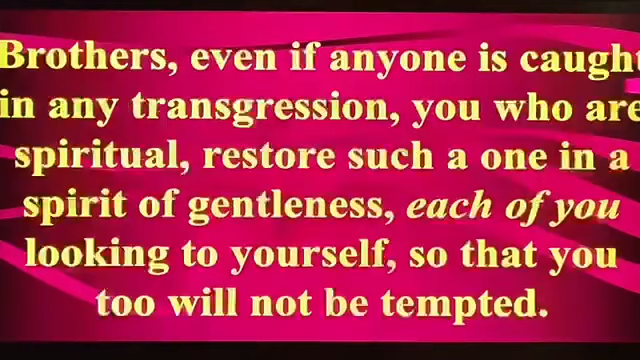 Brothers, even if anyone is caught
in any transgression, you who are
spiritual, restore such a one in a
spirit of gentleness, each of you
looking to yourself, so that you
too will not be tempted.